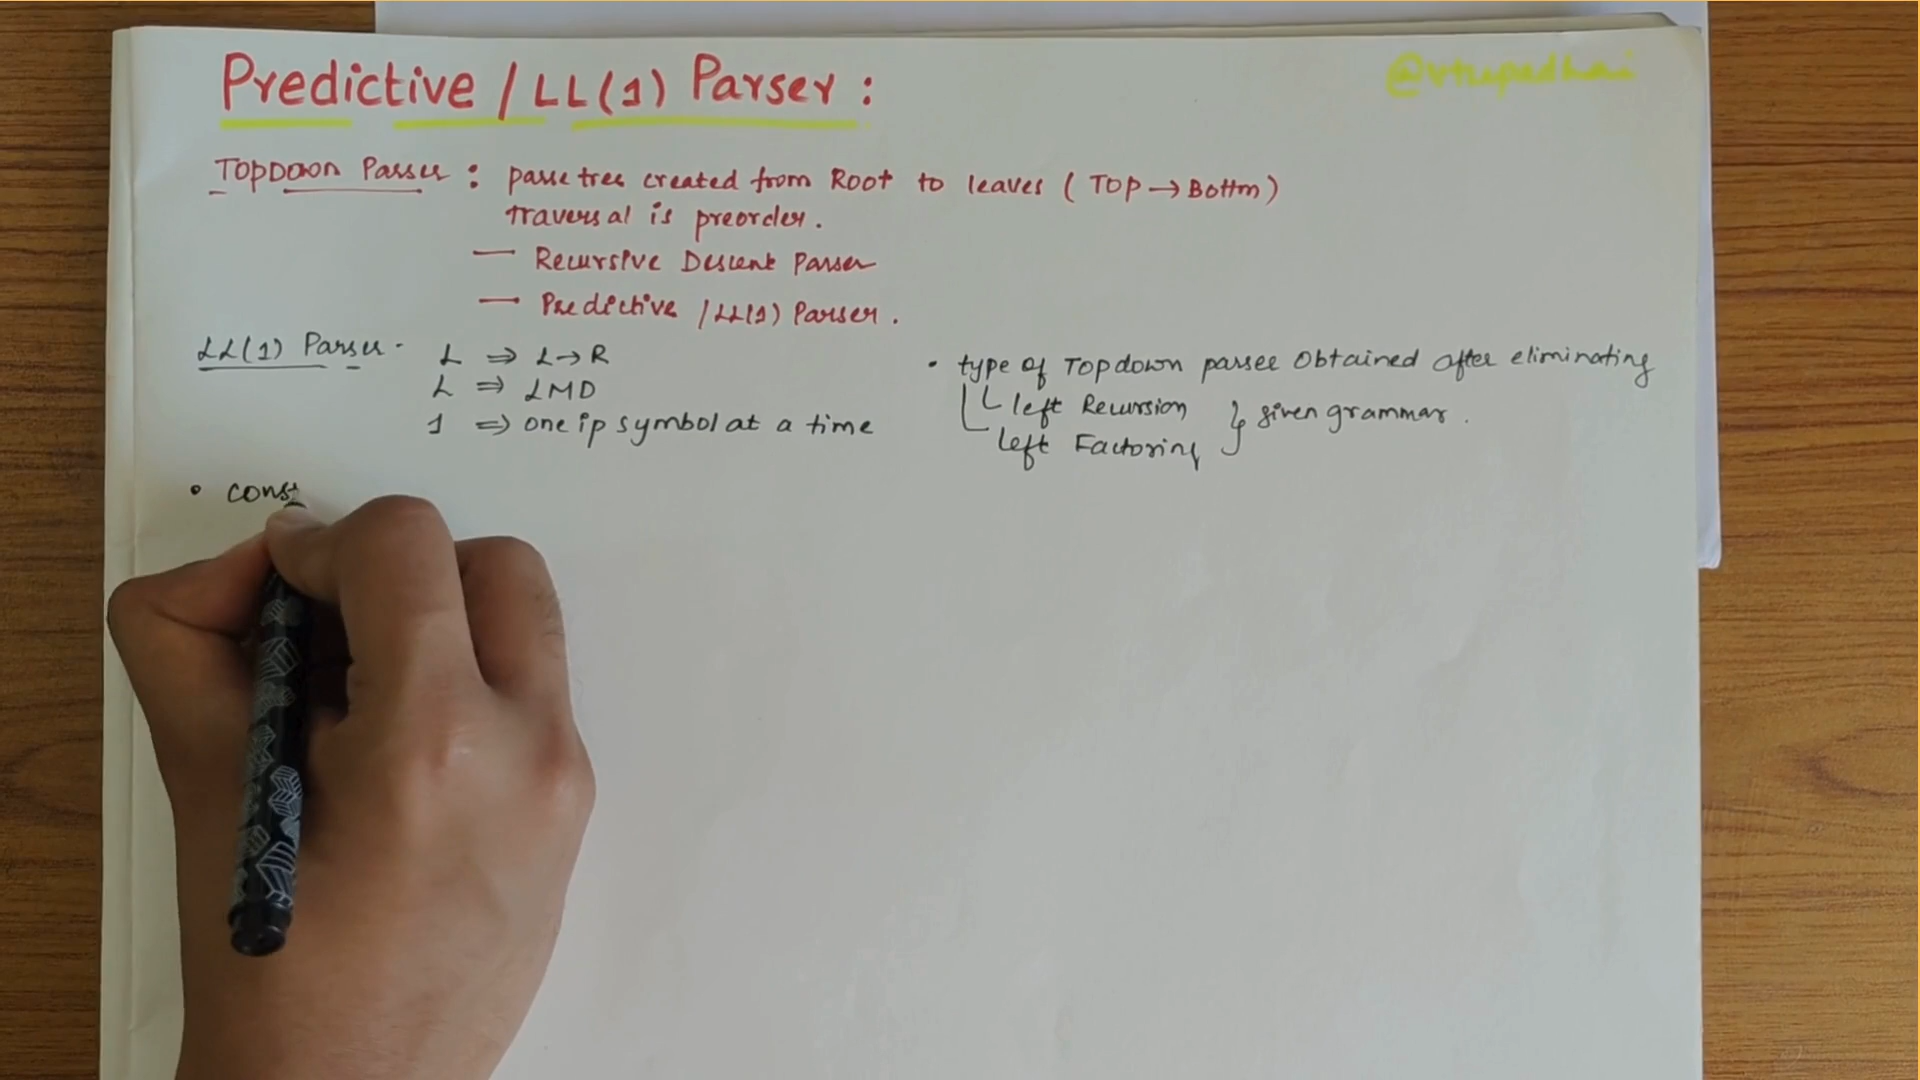 Predictive / LL(1) Parser :
@vtupadhai
TopDown Parser : parse tree created from Root to leaves ( Top → Bottm )
traversal is preorder.
— Recursive Descent Parser
— Predictive / LL(1) Parser .
LL(1) Parser - L ⇒ L → R
L ⇒ LMD
1 ⇒ one ip symbol at a time
• type of Topdown parser Obtained after eliminating
left Recursion } given grammar .
left Factoring
• cons